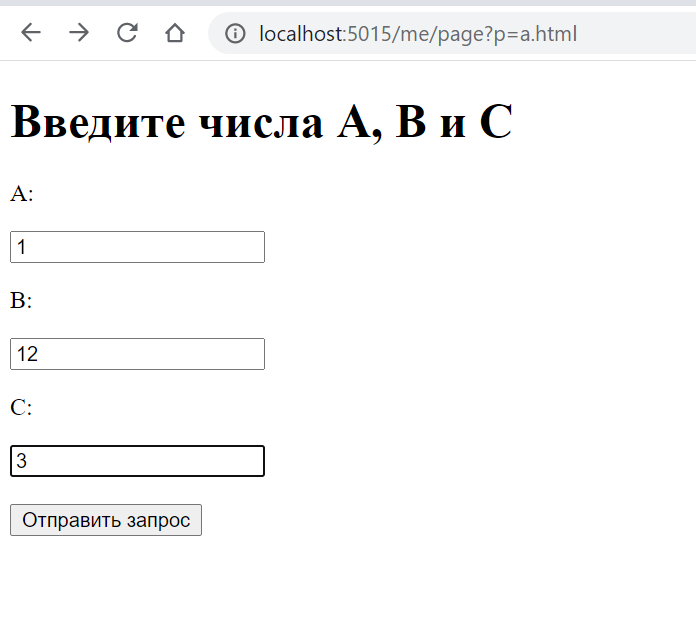 localhost:5015/me/page?p=a.html
Введите числа A, B и C
A:
1
B:
12
C:
3
Отправить запрос